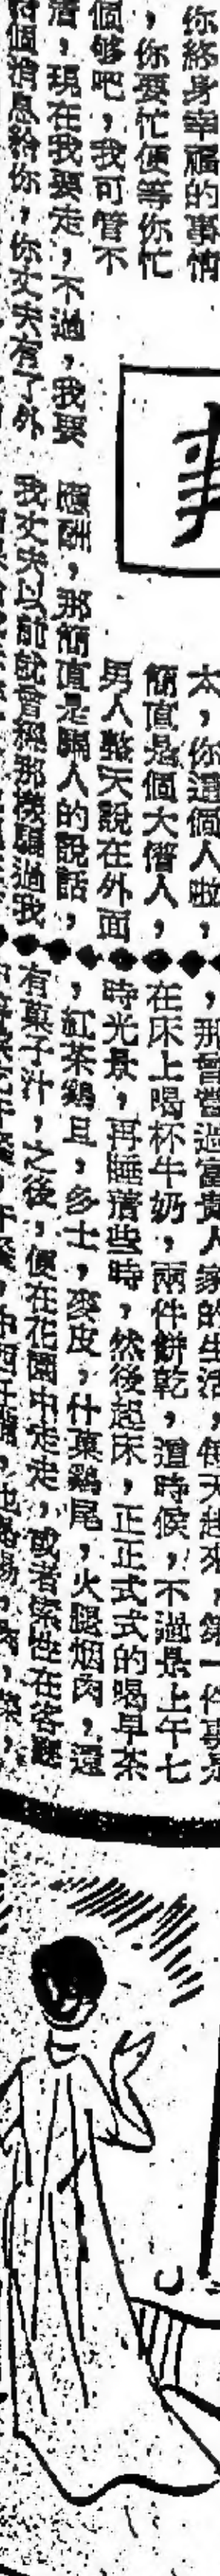 你終身幸福的事情
，你要忙便等你忙
個够吧，我可管不
清，現在我要走，不過，我要
個消息給你，你丈夫有了外
太，你這個人啦，
簡直是個大儍人，
男人整天說在外面
應酬，那簡直是騙人的說話，
我丈夫以前就曾經那樣騙過我
，那曾嘗過富貴人家的生活，每天起來，第一件事是
在床上喝杯牛奶，兩件餅乾，這時候，不過是上午七
時光景，再睡牠些時，然後起床，正正式式的喝早茶
，紅茶鷄旦，多士，麥皮，什東鷄尾，火腿烟肉，還
有菓子汁，之後，便在花園中走走，或者索性在客廳